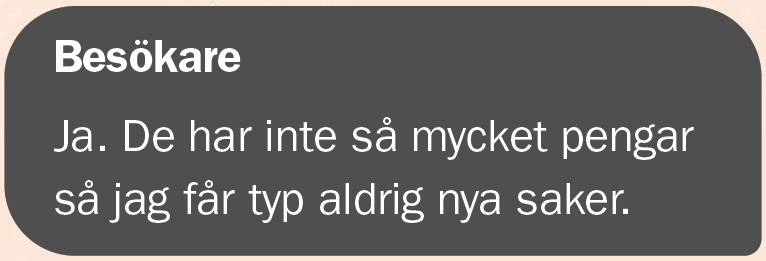 Besökare
Ja. De har inte så mycket pengar
så jag får typ aldrig nya saker.